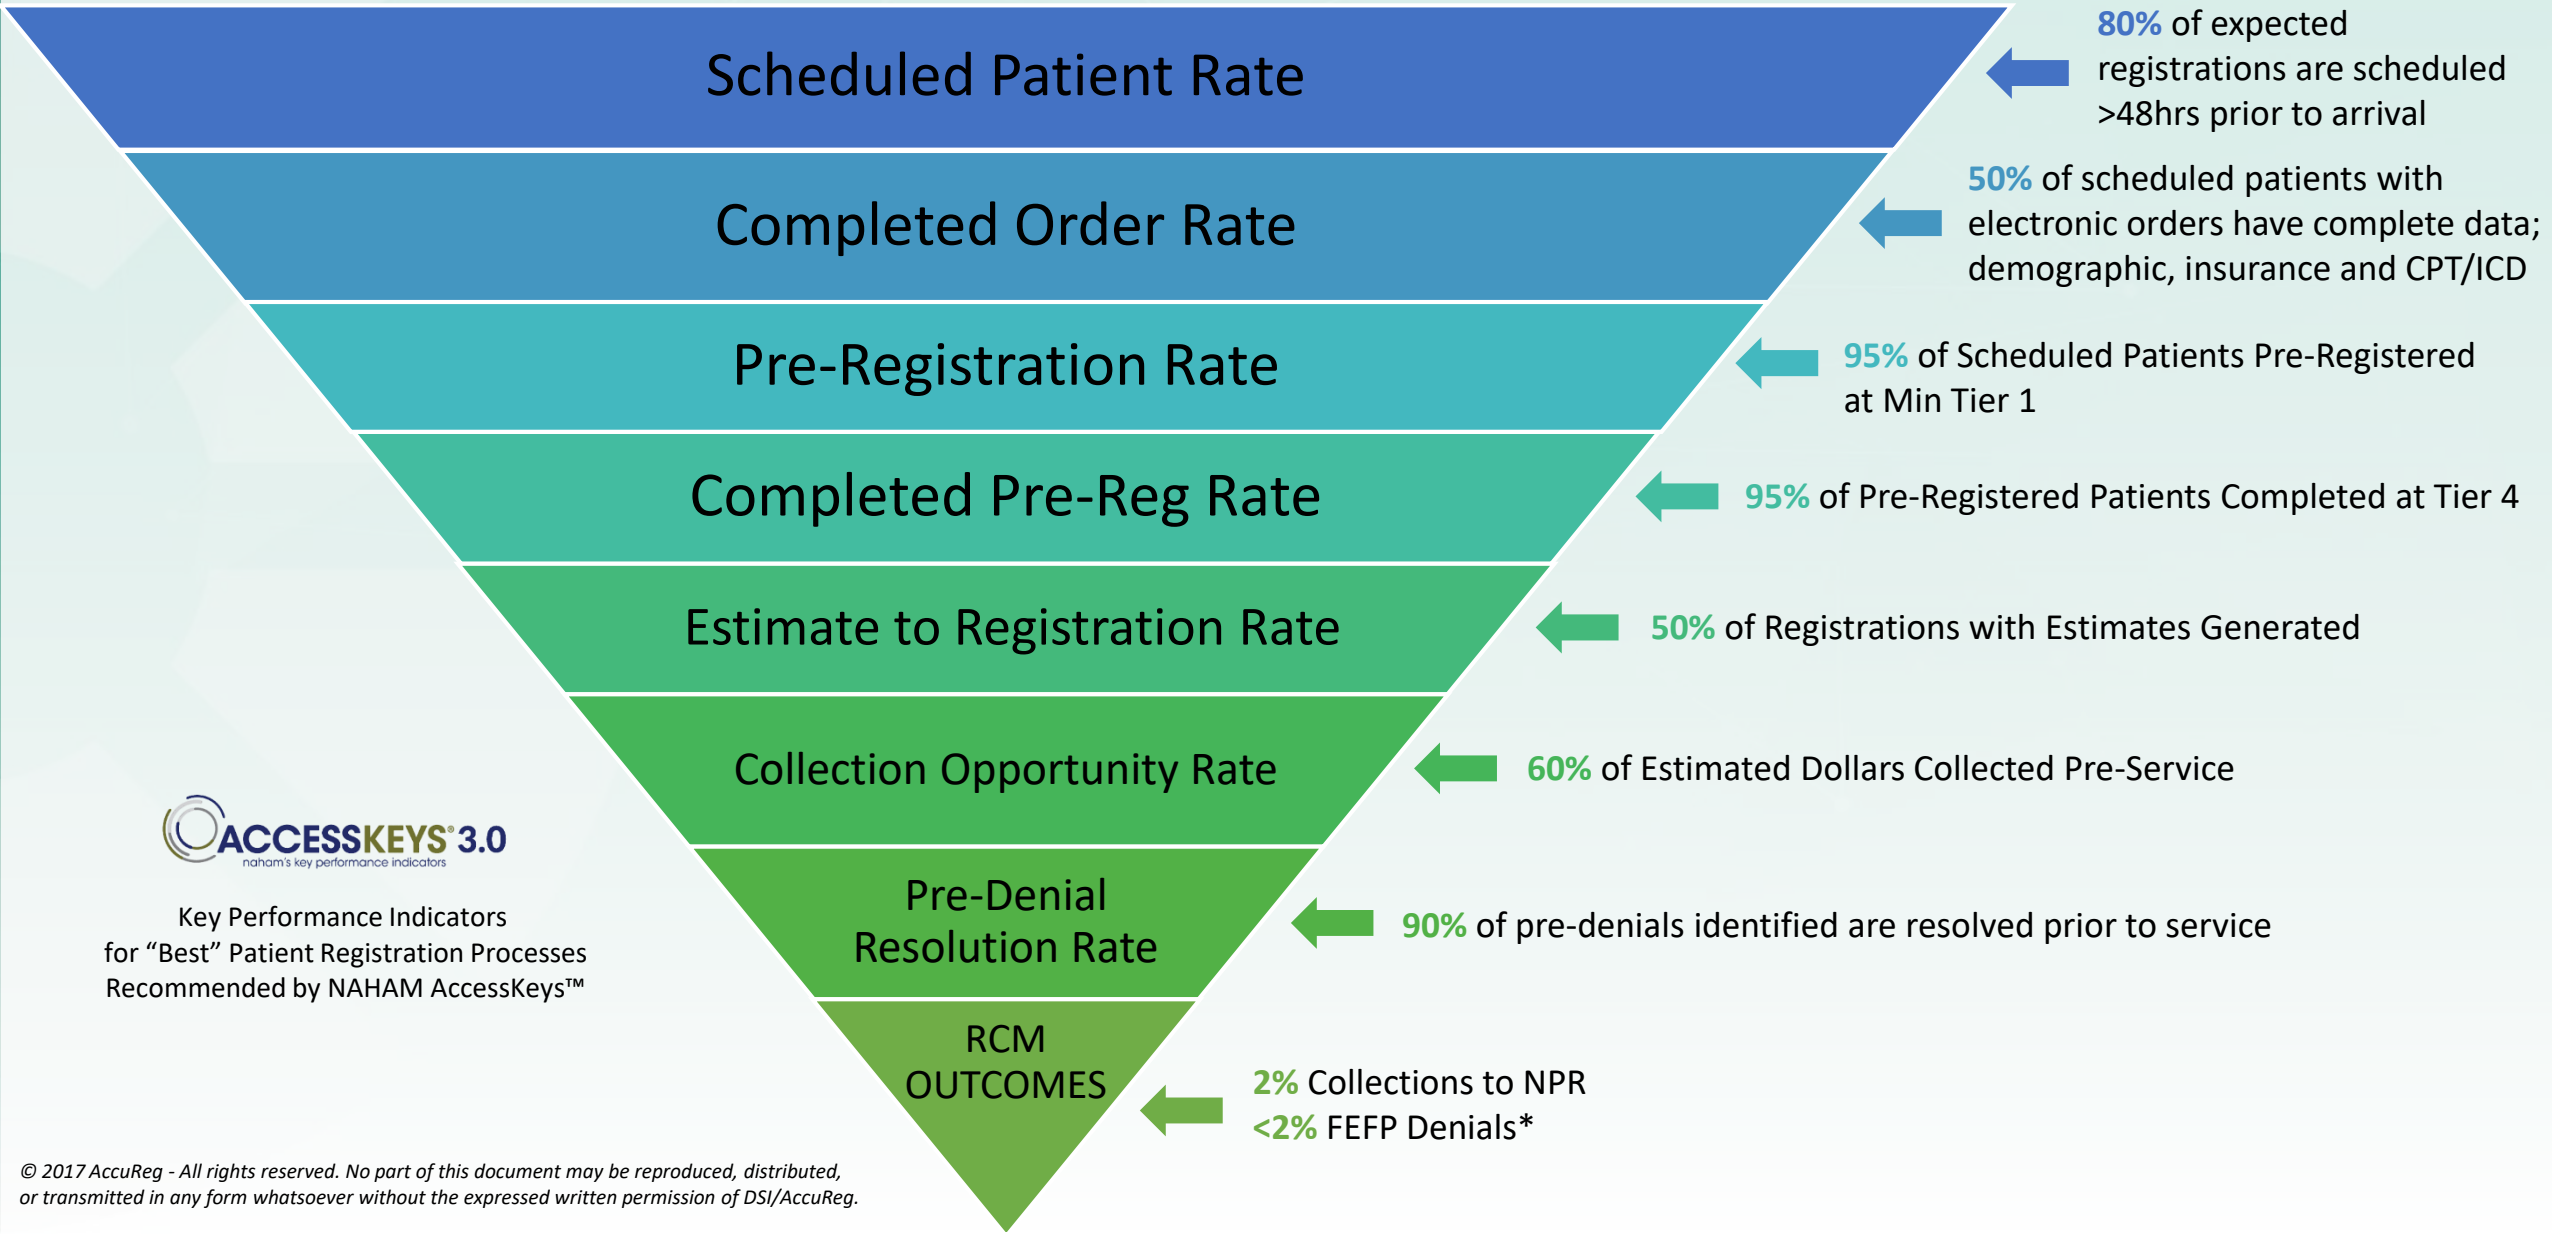 Scheduled Patient Rate
80% of expected
registrations are scheduled
>48hrs prior to arrival
Completed Order Rate
50% of scheduled patients with
electronic orders have complete data;
demographic, insurance and CPT/ICD
Pre-Registration Rate
95% of Scheduled Patients Pre-Registered
at Min Tier 1
Completed Pre-Reg Rate
95% of Pre-Registered Patients Completed at Tier 4
Estimate to Registration Rate
50% of Registrations with Estimates Generated
Collection Opportunity Rate
60% of Estimated Dollars Collected Pre-Service
Pre-Denial
Resolution Rate
90% of pre-denials identified are resolved prior to service
RCM
OUTCOMES
2% Collections to NPR
<2% FEFP Denials*
ACCESSKEYS® 3.0
naham's key performance indicators
Key Performance Indicators
for “Best” Patient Registration Processes
Recommended by NAHAM AccessKeys™
© 2017 AccuReg - All rights reserved. No part of this document may be reproduced, distributed,
or transmitted in any form whatsoever without the expressed written permission of DSI/AccuReg.